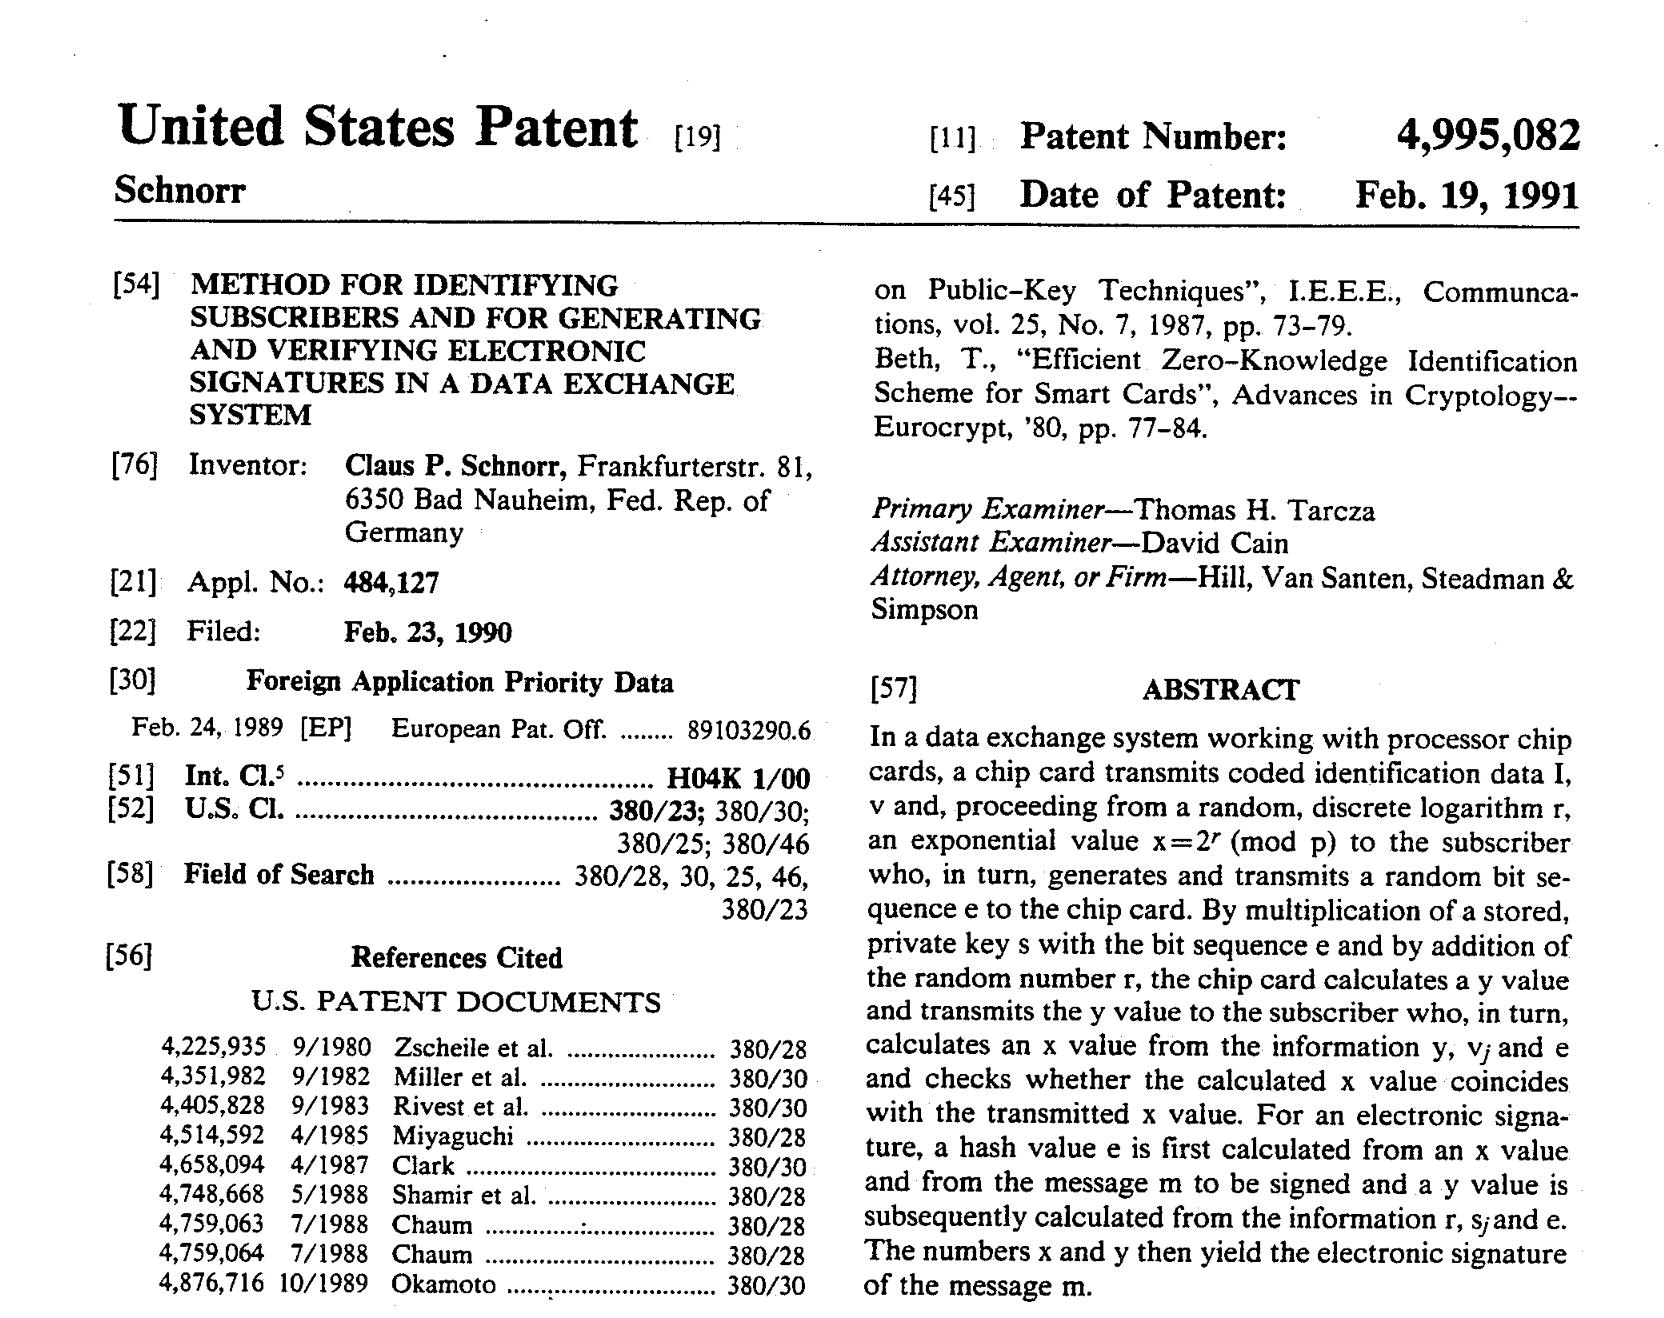 United States Patent [19]
Schnorr
[11] Patent Number: 4,995,082
[45] Date of Patent: Feb. 19, 1991
[54] METHOD FOR IDENTIFYING
SUBSCRIBERS AND FOR GENERATING
AND VERIFYING ELECTRONIC
SIGNATURES IN A DATA EXCHANGE
SYSTEM
[76] Inventor: Claus P. Schnorr, Frankfurterstr. 81,
6350 Bad Nauheim, Fed. Rep. of
Germany
[21] Appl. No.: 484,127
[22] Filed: Feb. 23, 1990
[30] Foreign Application Priority Data
Feb. 24, 1989 [EP] European Pat. Off. ........ 89103290.6
[51] Int. Cl.⁵ ............................................... H04K 1/00
[52] U.S. Cl. ........................................ 380/23; 380/30;
380/25; 380/46
[58] Field of Search ....................... 380/28, 30, 25, 46,
380/23
[56] References Cited
U.S. PATENT DOCUMENTS
4,225,935 9/1980 Zscheile et al. ...................... 380/28
4,351,982 9/1982 Miller et al. .......................... 380/30
4,405,828 9/1983 Rivest et al. .......................... 380/30
4,514,592 4/1985 Miyaguchi ............................ 380/28
4,658,094 4/1987 Clark ..................................... 380/30
4,748,668 5/1988 Shamir et al. ......................... 380/28
4,759,063 7/1988 Chaum .................................. 380/28
4,759,064 7/1988 Chaum .................................. 380/28
4,876,716 10/1989 Okamoto ............................... 380/30
on Public-Key Techniques", I.E.E.E., Communca-
tions, vol. 25, No. 7, 1987, pp. 73-79.
Beth, T., "Efficient Zero-Knowledge Identification
Scheme for Smart Cards", Advances in Cryptology--
Eurocrypt, '80, pp. 77-84.
Primary Examiner—Thomas H. Tarcza
Assistant Examiner—David Cain
Attorney, Agent, or Firm—Hill, Van Santen, Steadman &
Simpson
[57] ABSTRACT
In a data exchange system working with processor chip
cards, a chip card transmits coded identification data I,
v and, proceeding from a random, discrete logarithm r,
an exponential value x=2ʳ (mod p) to the subscriber
who, in turn, generates and transmits a random bit se-
quence e to the chip card. By multiplication of a stored,
private key s with the bit sequence e and by addition of
the random number r, the chip card calculates a y value
and transmits the y value to the subscriber who, in turn,
calculates an x value from the information y, vⱼ and e
and checks whether the calculated x value coincides
with the transmitted x value. For an electronic signa-
ture, a hash value e is first calculated from an x value
and from the message m to be signed and a y value is
subsequently calculated from the information r, sⱼ and e.
The numbers x and y then yield the electronic signature
of the message m.